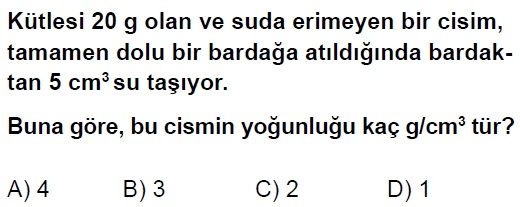 Kütlesi 20 g olan ve suda erimeyen bir cisim,
tamamen dolu bir bardağa atıldığında bardak-
tan 5 cm³ su taşıyor.
Buna göre, bu cismin yoğunluğu kaç g/cm³ tür?
A) 4 B) 3 C) 2 D) 1